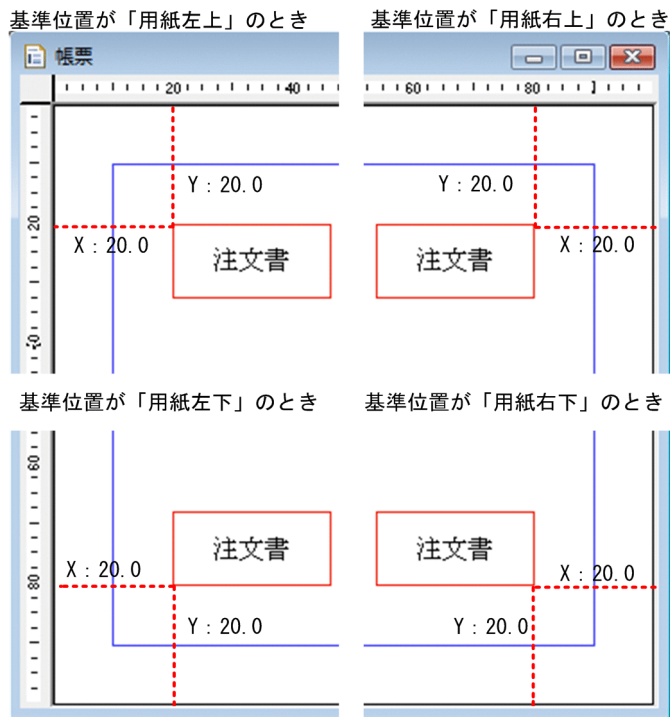 基準位置が「用紙左上」のとき
基準位置が「用紙右上」のとき
帳票
20 40 60 80
Y：20.0
Y：20.0
20
X：20.0
X：20.0
注文書
注文書
40
基準位置が「用紙左下」のとき
基準位置が「用紙右下」のとき
60
注文書
注文書
X：20.0
X：20.0
80
Y：20.0
Y：20.0